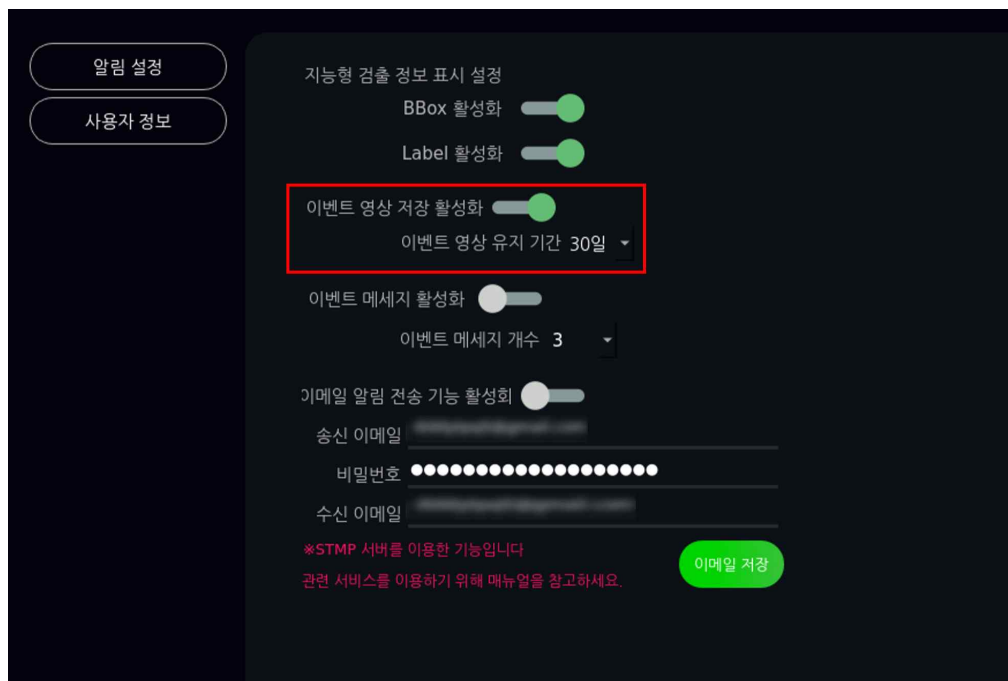 알림 설정
사용자 정보
지능형 검출 정보 표시 설정
BBox 활성화
Label 활성화
이벤트 영상 저장 활성화
이벤트 영상 유지 기간 30일
이벤트 메세지 활성화
이벤트 메세지 개수 3
이메일 알림 전송 기능 활성회
송신 이메일
비밀번호 ●●●●●●●●●●●●●●●●●●●
수신 이메일
※STMP 서버를 이용한 기능입니다
관련 서비스를 이용하기 위해 매뉴얼을 참고하세요.
이메일 저장